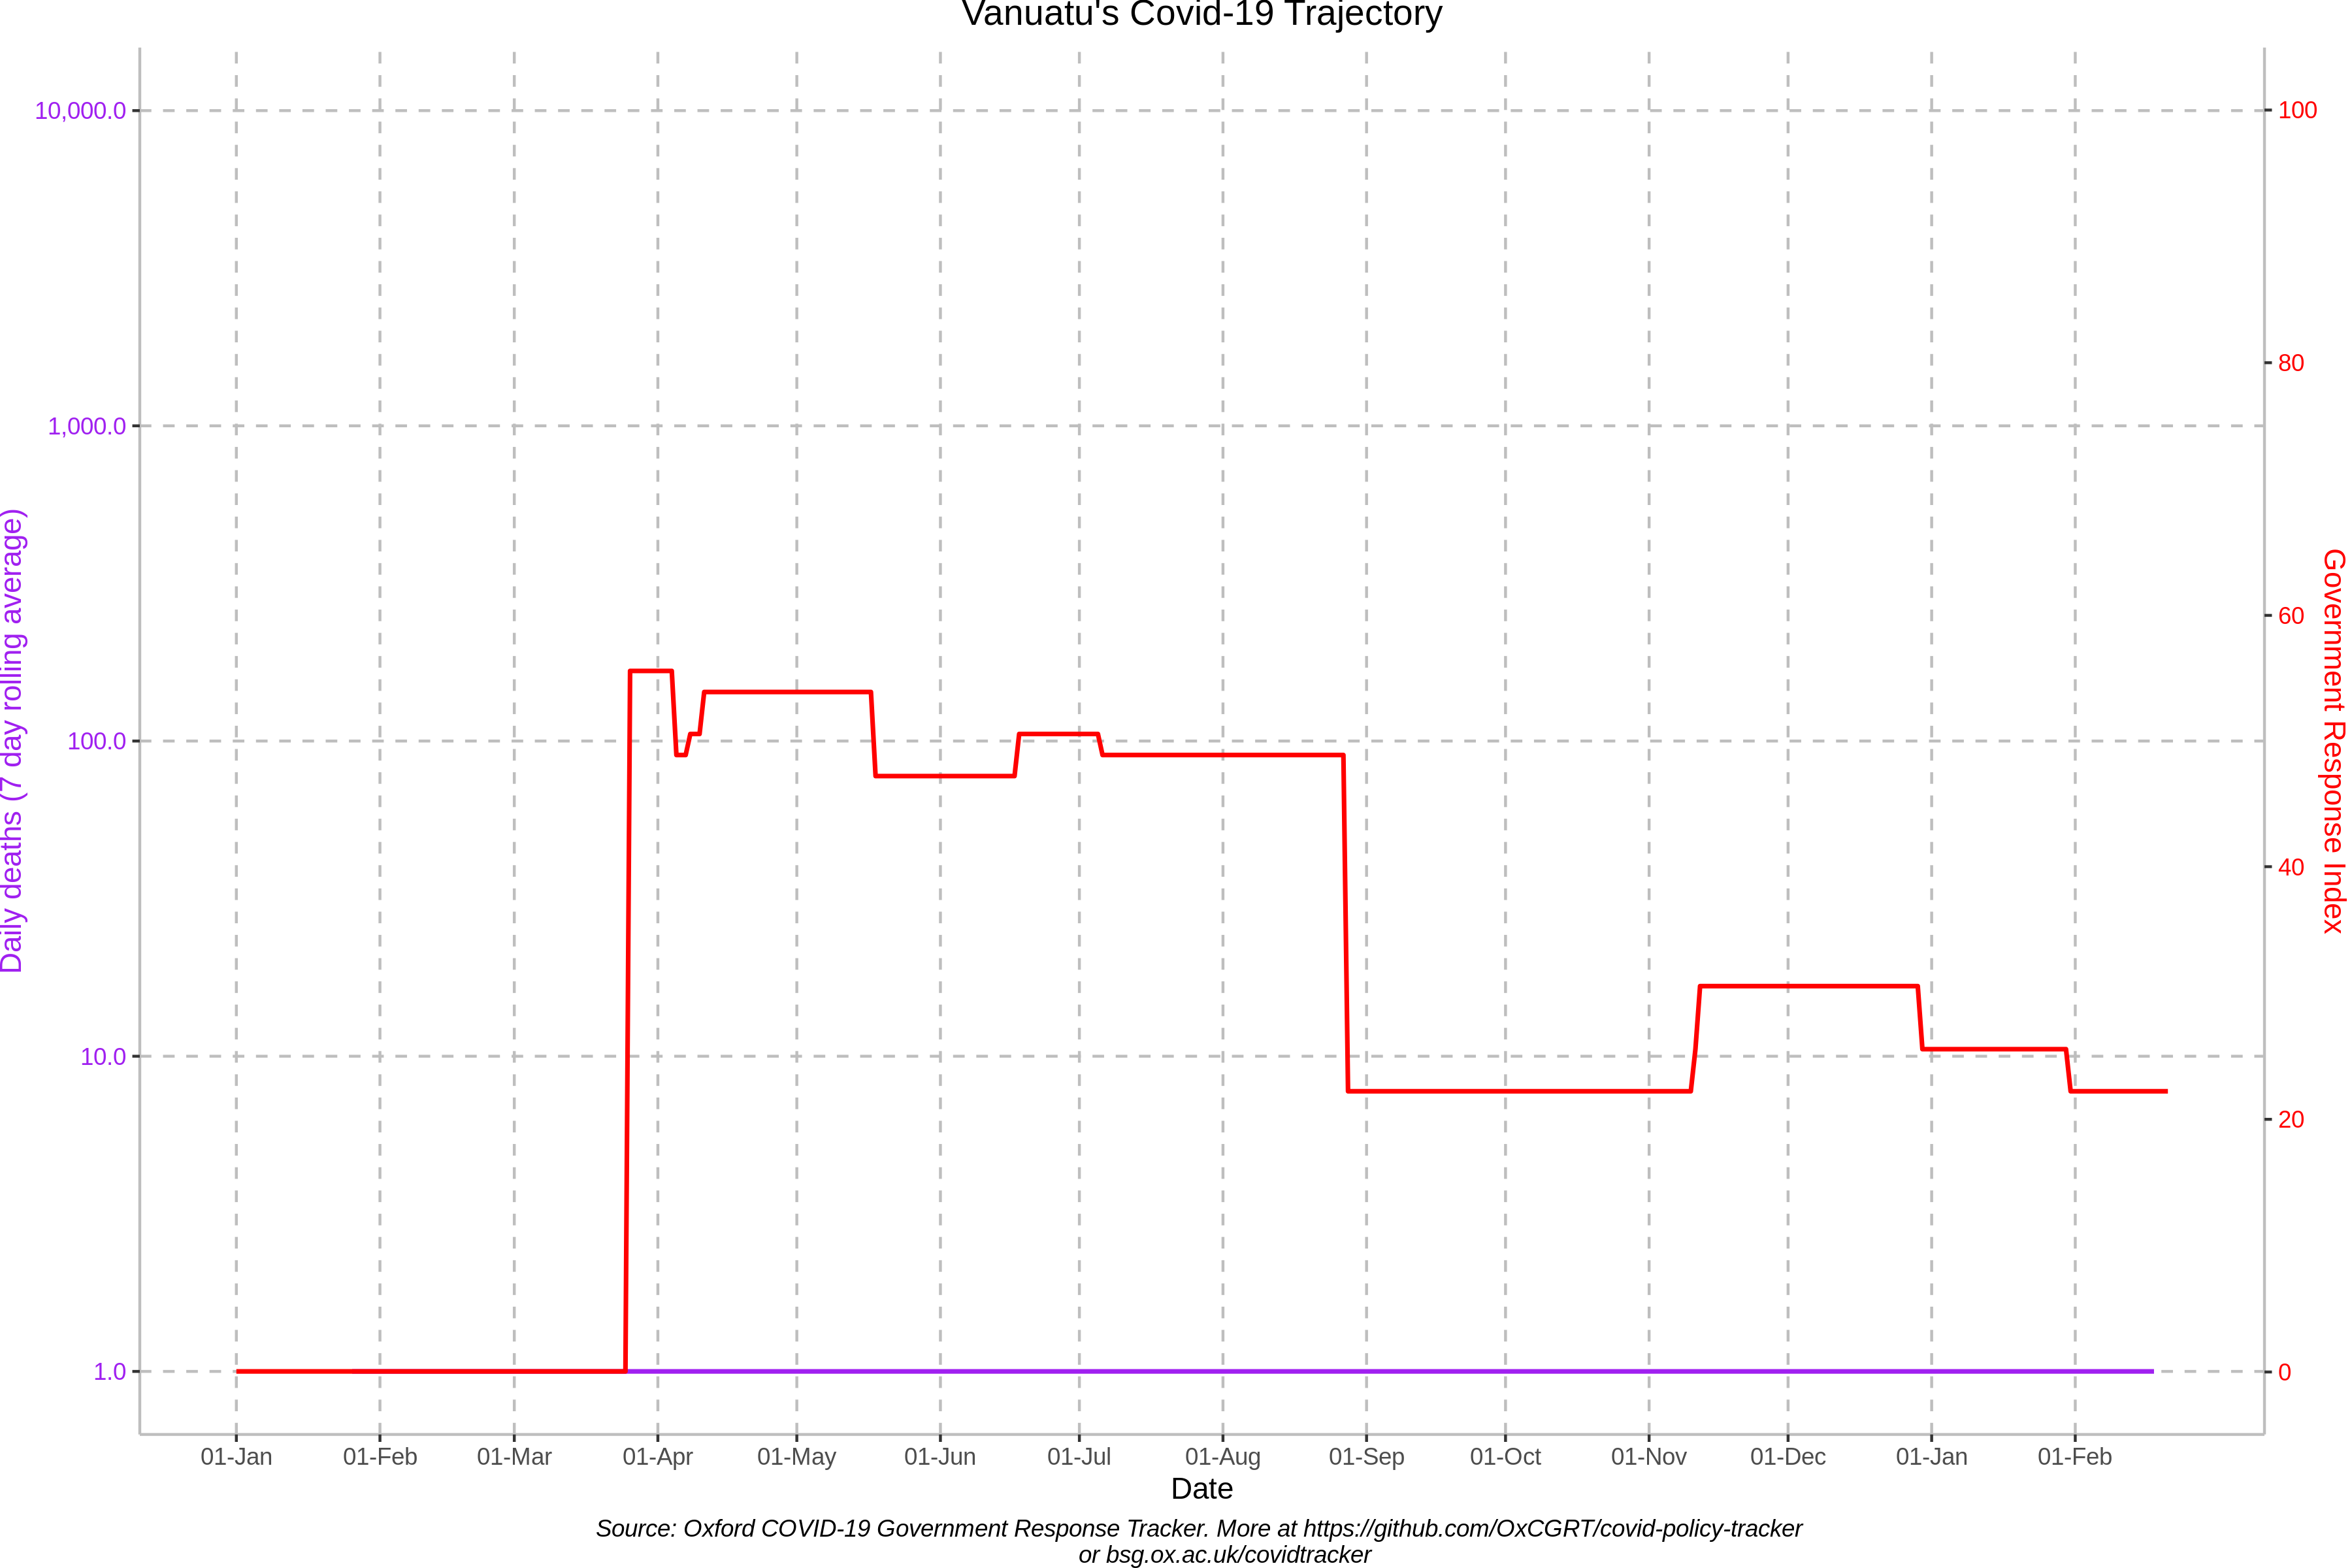 Vanuatu's Covid-19 Trajectory
10,000.0
1,000.0
100.0
10.0
1.0
Daily deaths (7 day rolling average)
100
80
60
40
20
0
Government Response Index
01-Jan 01-Feb 01-Mar 01-Apr 01-May 01-Jun 01-Jul 01-Aug 01-Sep 01-Oct 01-Nov 01-Dec 01-Jan 01-Feb
Date
Source: Oxford COVID-19 Government Response Tracker. More at https://github.com/OxCGRT/covid-policy-tracker
or bsg.ox.ac.uk/covidtracker